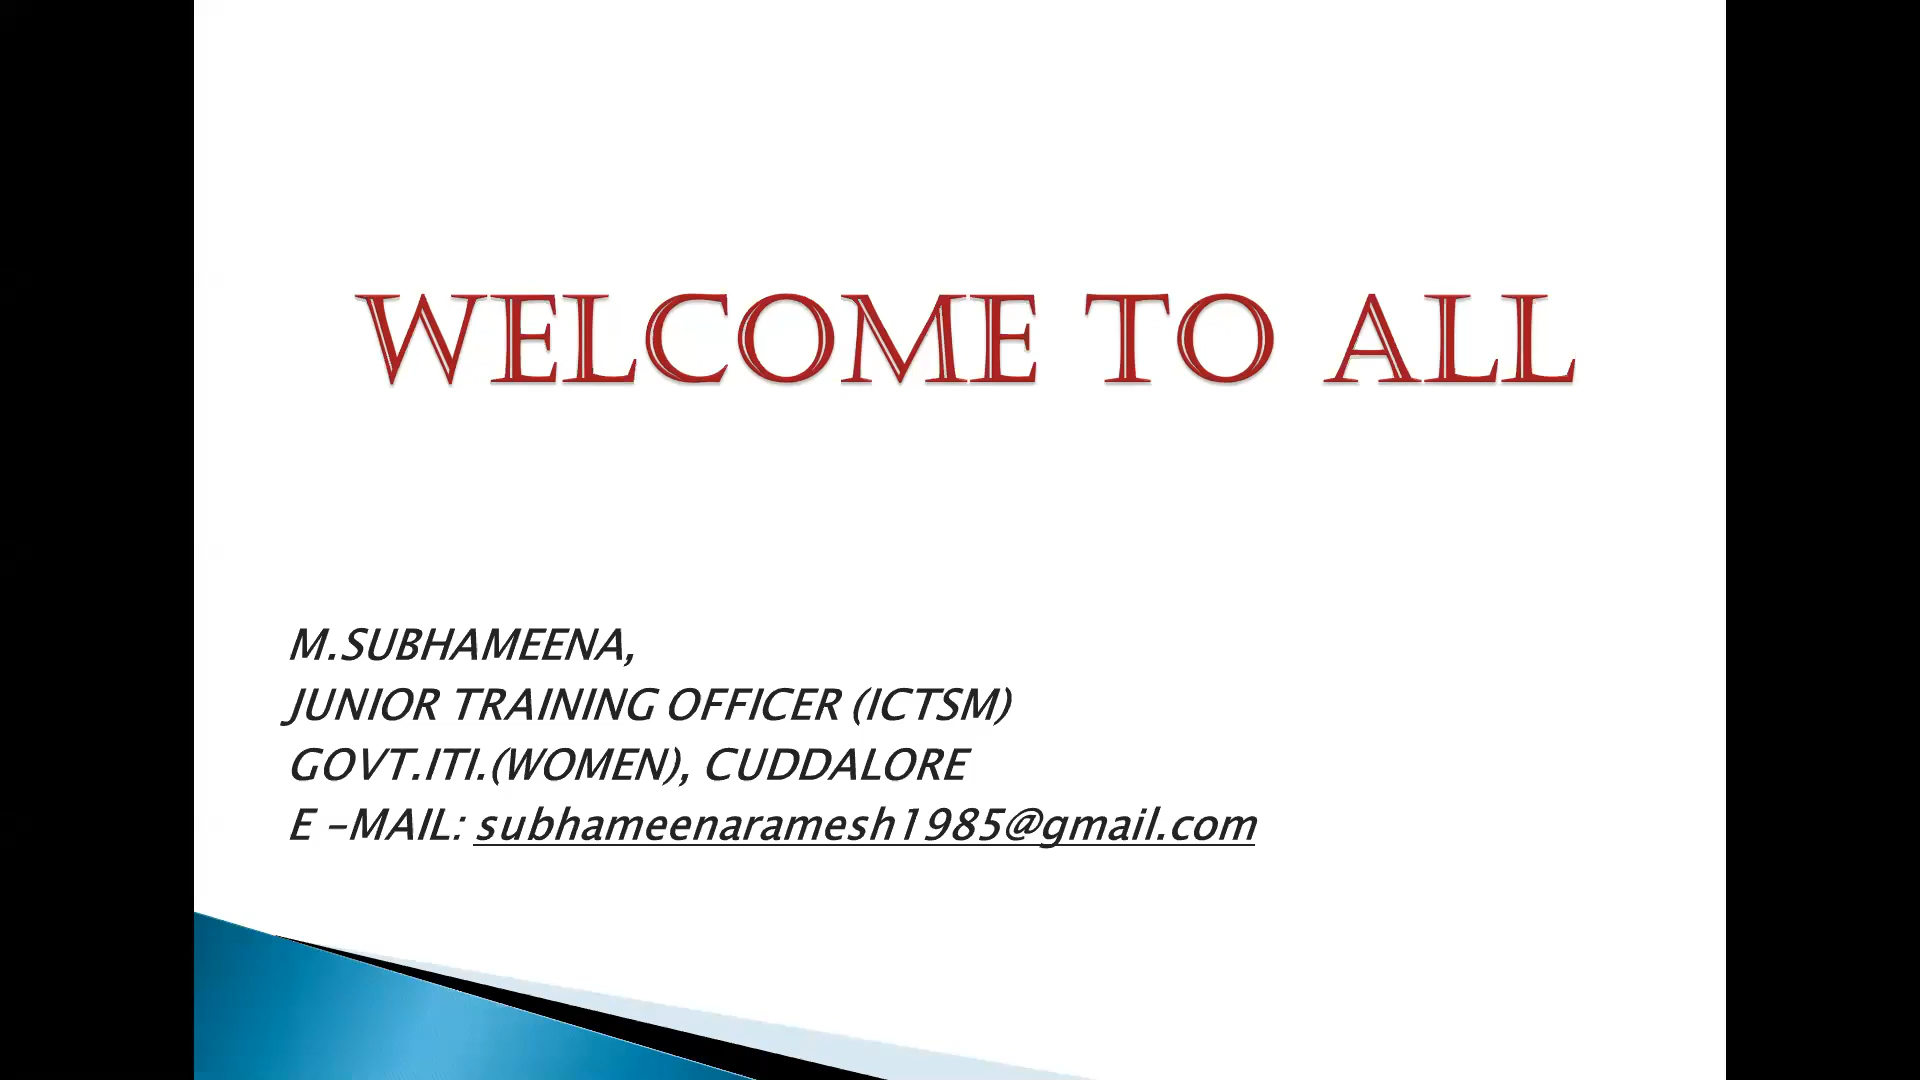 WELCOME TO ALL
M.SUBHAMEENA,
JUNIOR TRAINING OFFICER (ICTSM)
GOVT.ITI.(WOMEN), CUDDALORE
E -MAIL: subhameenaramesh1985@gmail.com